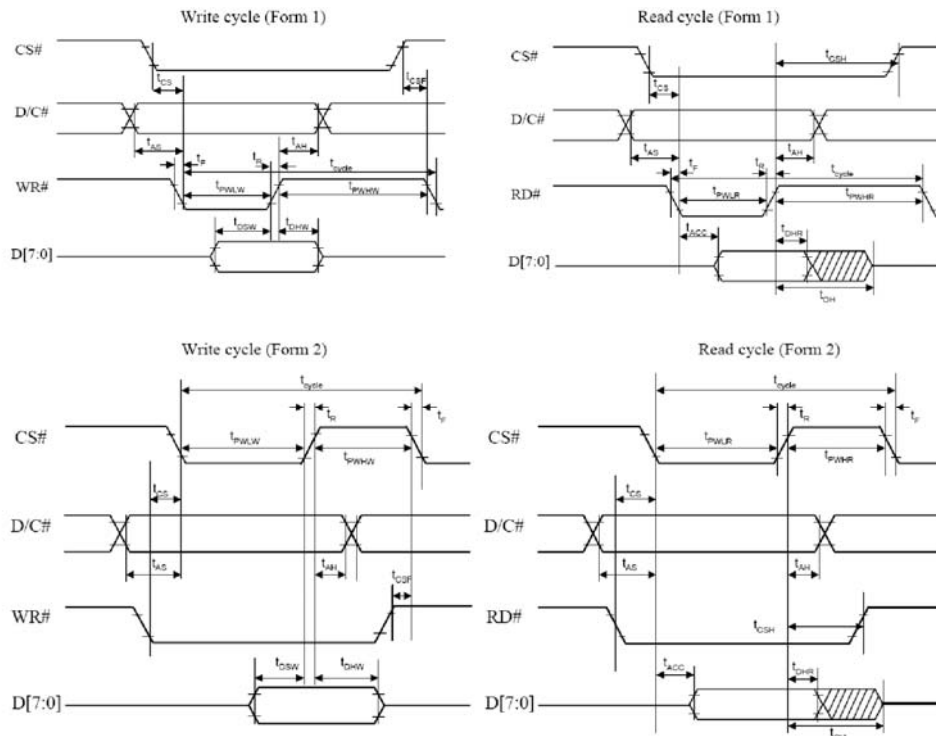 Write cycle (Form 1)
CS#
tCS
tCSF
D/C#
tAS
tF
tR
tAH
tcycle
WR#
tPWLW
tPWHW
tDSW
tDHW
D[7:0]
Read cycle (Form 1)
CS#
tCS
tCSH
D/C#
tAS
tF
tR
tAH
tcycle
RD#
tPWLR
tPWHR
tACC
tDHR
D[7:0]
tOH
Write cycle (Form 2)
tcycle
tR
tF
CS#
tPWLW
tPWHW
tCS
D/C#
tAS
tAH
tCSF
WR#
tDSW
tDHW
D[7:0]
Read cycle (Form 2)
tcycle
tR
tF
CS#
tPWLR
tPWHR
tCS
D/C#
tAS
tAH
RD#
tCSH
tACC
tDHR
D[7:0]